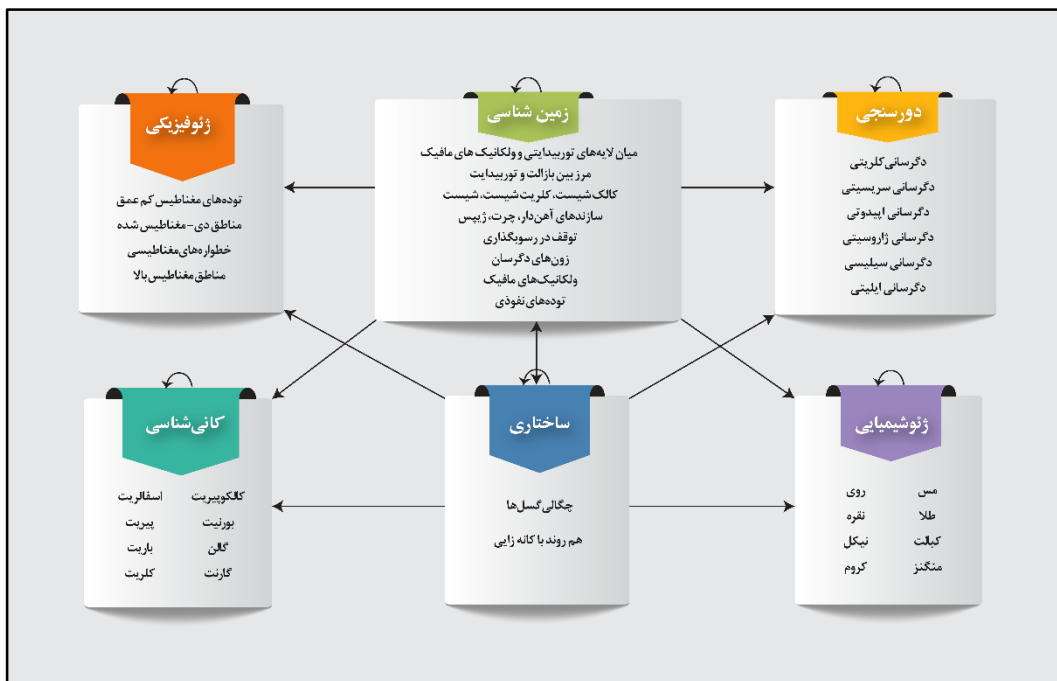 دورسنجی
دگرسانی کلریتی
دگرسانی سریسیتی
دگرسانی اپیدوتی
دگرسانی ژاروسیتی
دگرسانی سیلیسی
دگرسانی ایلیتی
زمین شناسی
میان لایه‌های توربیدایتی و ولکانیک های مافیک
مرز بین بازالت و توربیدایت
کالک شیست، کلریت شیست، شیست
سازندهای آهن‌دار، چرت، ژیپس
توقف در رسوبگذاری
زون‌های دگرسان
ولکانیک‌های مافیک
توده‌های نفوذی
ژئوفیزیکی
توده‌های مغناطیس کم عمق
مناطق دی-مغناطیس شده
خطواره‌های مغناطیسی
مناطق مغناطیس بالا
ژئوشیمیایی
مس روی
طلا نقره
کبالت نیکل
منگنز کروم
ساختاری
چگالی گسل‌ها
هم روند با کانه زایی
کانی‌شناسی
کالکوپیریت اسفالریت
بورنیت پیریت
گالن باریت
گارنت کلریت